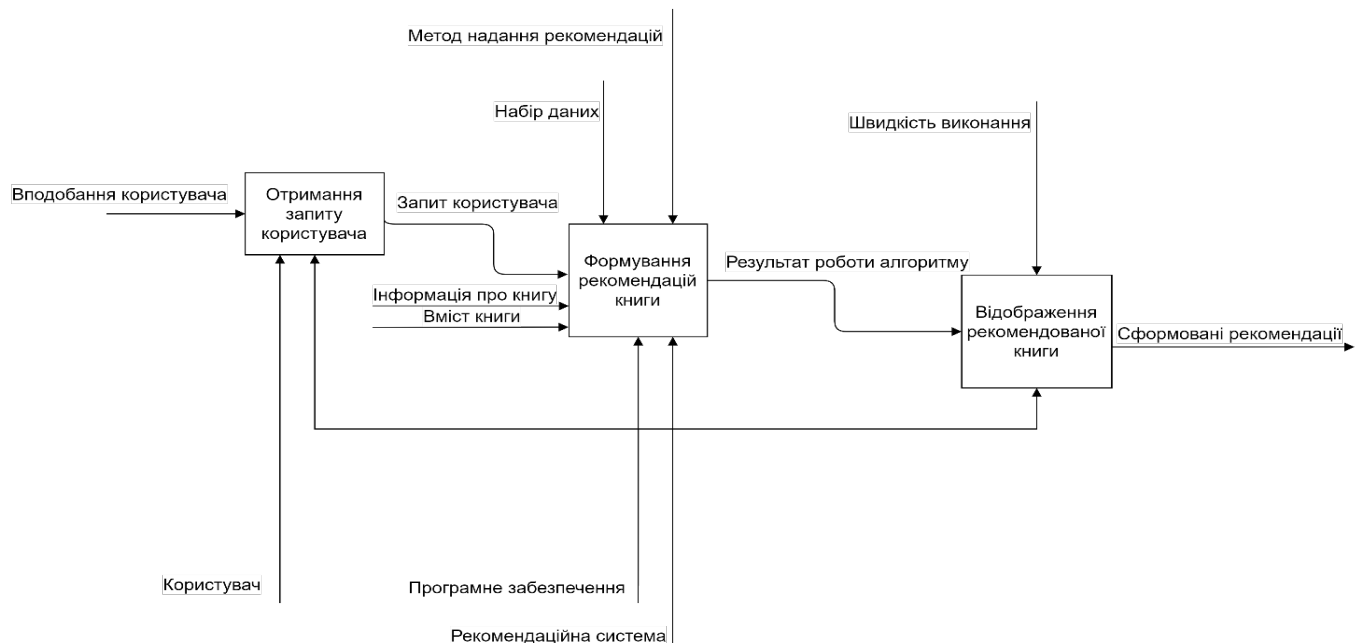 Метод надання рекомендацій
Набір даних
Швидкість виконання
Вподобання користувача
Отримання
запиту
користувача
Запит користувача
Формування
рекомендацій
книги
Результат роботи алгоритму
Інформація про книгу
Вміст книги
Відображення
рекомендованої
книги
Сформовані рекомендації
Користувач
Програмне забезпечення
Рекомендаційна система